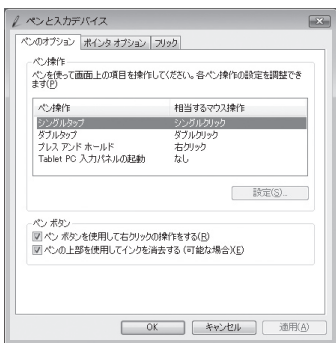 ペンと入力デバイス
ペンのオプション ポインタ オプション フリック
ペン操作
ペンを使って画面上の項目を操作してください。各ペン操作の設定を調整でき
ます(P)
ペン操作 相当するマウス操作
シングルタップ シングルクリック
ダブルタップ ダブルクリック
プレス アンド ホールド 右クリック
Tablet PC 入力パネルの起動 なし
設定(S)...
ペン ボタン
ペン ボタンを使用して右クリックの操作をする(R)
ペンの上部を使用してインクを消去する (可能な場合)(E)
OK キャンセル 適用(A)